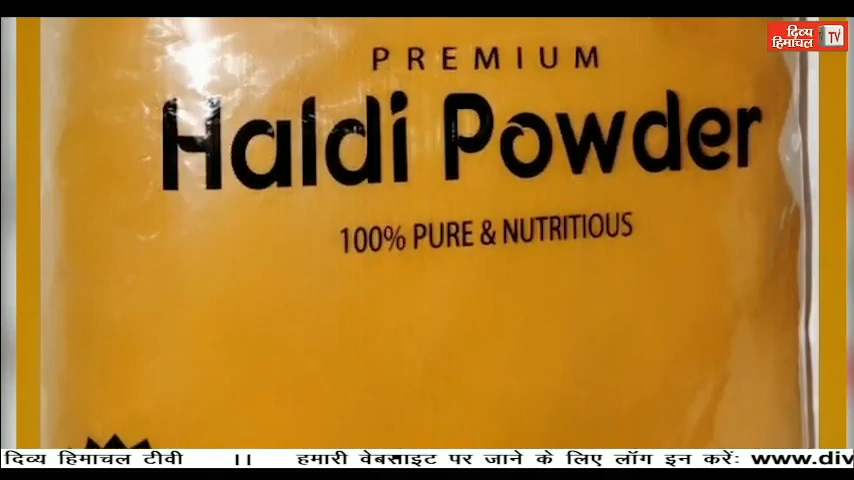 दिव्य
हिमाचल TV
PREMIUM
Haldi Powder
100% PURE & NUTRITIOUS
दिव्य हिमाचल टीवी || हमारी वेबसाइट पर जाने के लिए लॉग इन करें: www.div